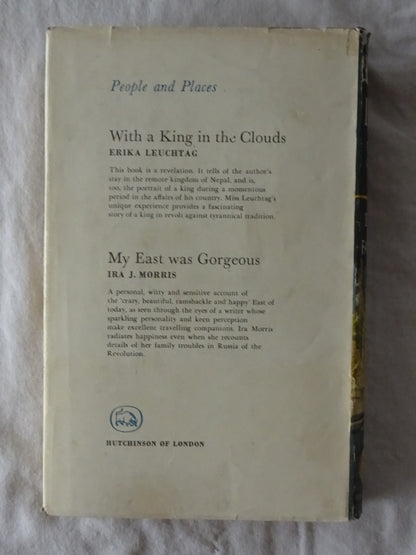 People and Places
With a King in the Clouds
ERIKA LEUCHTAG
This book is a revelation. It tells of the author's
stay in the remote kingdom of Nepal, and is,
too, the portrait of a king during a momentous
period in the affairs of his country. Miss Leuchtag's
unique experience provides a fascinating
story of a king in revolt against tyrannical tradition.
My East was Gorgeous
IRA J. MORRIS
A personal, witty and sensitive account of
the 'crazy, beautiful, ramshackle and happy' East of
today, as seen through the eyes of a writer whose
sparkling personality and keen perception
make excellent travelling companions. Ira Morris
radiates happiness even when she recounts
details of her family troubles in Russia of the
Revolution.
HUTCHINSON OF LONDON